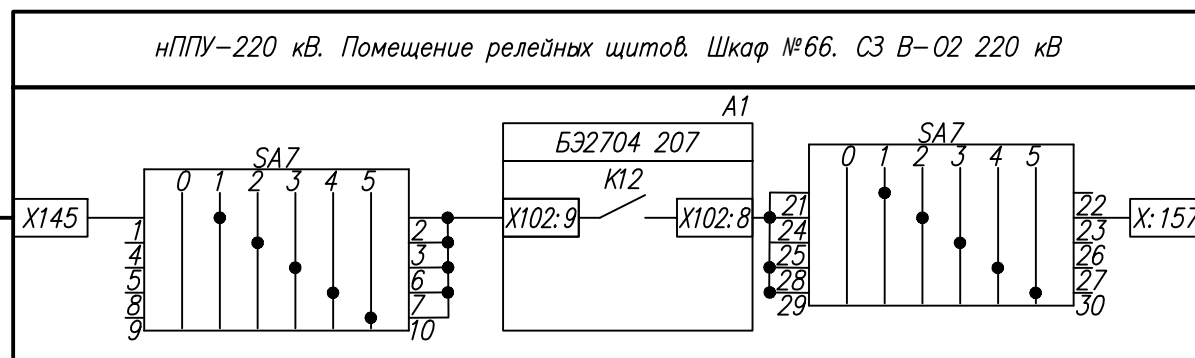 нППУ-220 кВ. Помещение релейных щитов. Шкаф №66. СЗ В-02 220 кВ
А1
БЭ2704 207
SA7
SA7
0 1 2 3 4 5
К12
0 1 2 3 4 5
X145
X102:9
X102:8
X:157
1
2
21
22
4
3
24
23
5
6
25
26
8
7
28
27
9
10
29
30